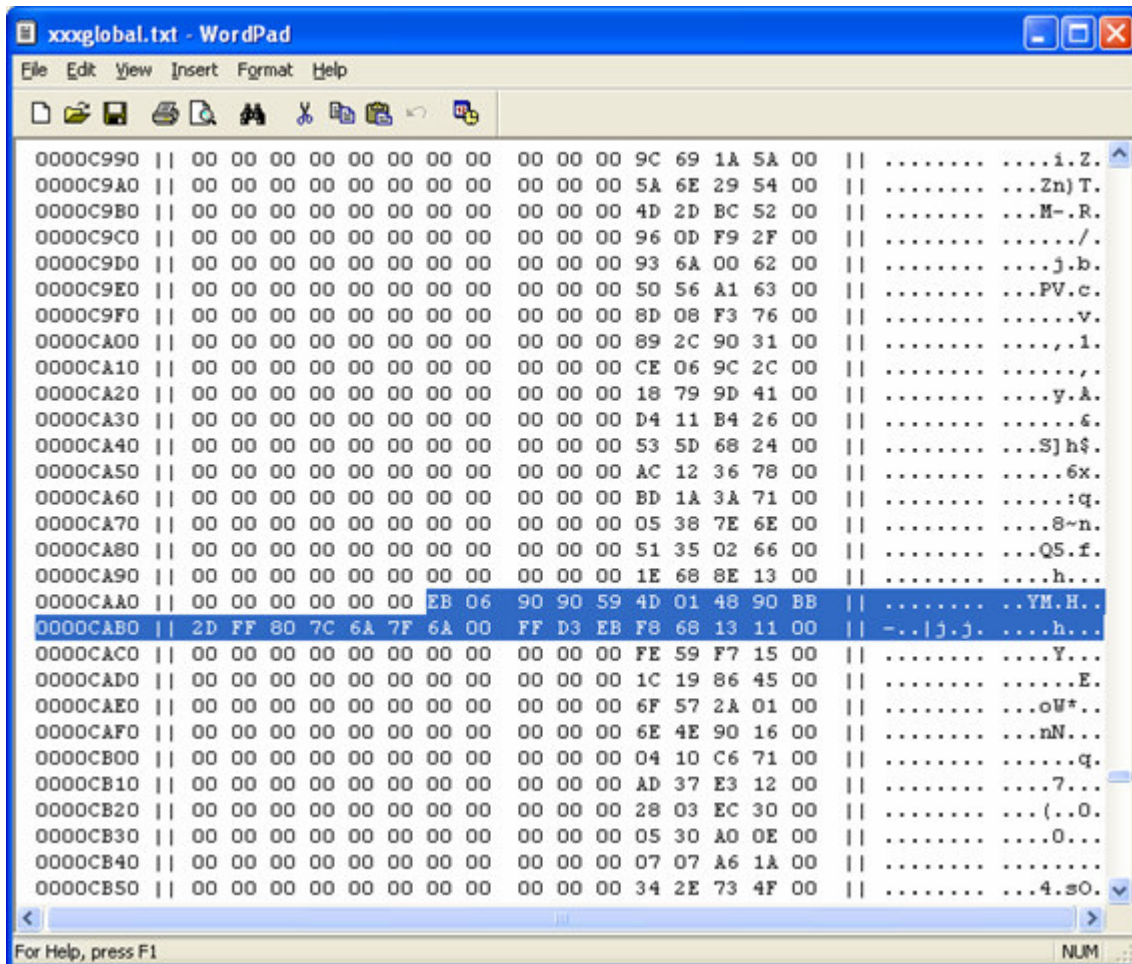 xxxglobal.txt - WordPad
File Edit View Insert Format Help
0000C990 || 00 00 00 00 00 00 00 00 00 00 00 9C 69 1A 5A 00 || ........ ....i.Z.
0000C9A0 || 00 00 00 00 00 00 00 00 00 00 00 5A 6E 29 54 00 || ........ ...Zn)T.
0000C9B0 || 00 00 00 00 00 00 00 00 00 00 00 4D 2D BC 52 00 || ........ ...M-.R.
0000C9C0 || 00 00 00 00 00 00 00 00 00 00 00 96 0D F9 2F 00 || ........ ....../.
0000C9D0 || 00 00 00 00 00 00 00 00 00 00 00 93 6A 00 62 00 || ........ ....j.b.
0000C9E0 || 00 00 00 00 00 00 00 00 00 00 00 50 56 A1 63 00 || ........ ...PV.c.
0000C9F0 || 00 00 00 00 00 00 00 00 00 00 00 8D 08 F3 76 00 || ........ ......v.
0000CA00 || 00 00 00 00 00 00 00 00 00 00 00 89 2C 90 31 00 || ........ ....,.1.
0000CA10 || 00 00 00 00 00 00 00 00 00 00 00 CE 06 9C 2C 00 || ........ ......,.
0000CA20 || 00 00 00 00 00 00 00 00 00 00 00 18 79 9D 41 00 || ........ ....y.A.
0000CA30 || 00 00 00 00 00 00 00 00 00 00 00 D4 11 B4 26 00 || ........ ......&.
0000CA40 || 00 00 00 00 00 00 00 00 00 00 00 53 5D 68 24 00 || ........ ...S]h$.
0000CA50 || 00 00 00 00 00 00 00 00 00 00 00 AC 12 36 78 00 || ........ .....6x.
0000CA60 || 00 00 00 00 00 00 00 00 00 00 00 BD 1A 3A 71 00 || ........ .....:q.
0000CA70 || 00 00 00 00 00 00 00 00 00 00 00 05 38 7E 6E 00 || ........ ....8~n.
0000CA80 || 00 00 00 00 00 00 00 00 00 00 00 51 35 02 66 00 || ........ ...Q5.f.
0000CA90 || 00 00 00 00 00 00 00 00 00 00 00 1E 68 8E 13 00 || ........ ....h...
0000CAA0 || 00 00 00 00 00 00 EB 06 90 90 59 4D 01 48 90 BB || ........ ..YM.H..
0000CAB0 || 2D FF 80 7C 6A 7F 6A 00 FF D3 EB F8 68 13 11 00 || -..|j.j. ....h...
0000CAC0 || 00 00 00 00 00 00 00 00 00 00 00 FE 59 F7 15 00 || ........ ....Y...
0000CAD0 || 00 00 00 00 00 00 00 00 00 00 00 1C 19 86 45 00 || ........ ......E.
0000CAE0 || 00 00 00 00 00 00 00 00 00 00 00 6F 57 2A 01 00 || ........ ...oW*..
0000CAF0 || 00 00 00 00 00 00 00 00 00 00 00 6E 4E 90 16 00 || ........ ...nN...
0000CB00 || 00 00 00 00 00 00 00 00 00 00 00 04 10 C6 71 00 || ........ ......q.
0000CB10 || 00 00 00 00 00 00 00 00 00 00 00 AD 37 E3 12 00 || ........ ....7...
0000CB20 || 00 00 00 00 00 00 00 00 00 00 00 28 03 EC 30 00 || ........ ...(..0.
0000CB30 || 00 00 00 00 00 00 00 00 00 00 00 05 30 A0 0E 00 || ........ ....0...
0000CB40 || 00 00 00 00 00 00 00 00 00 00 00 07 07 A6 1A 00 || ........ ........
0000CB50 || 00 00 00 00 00 00 00 00 00 00 00 34 2E 73 4F 00 || ........ ...4.sO.
For Help, press F1
NUM